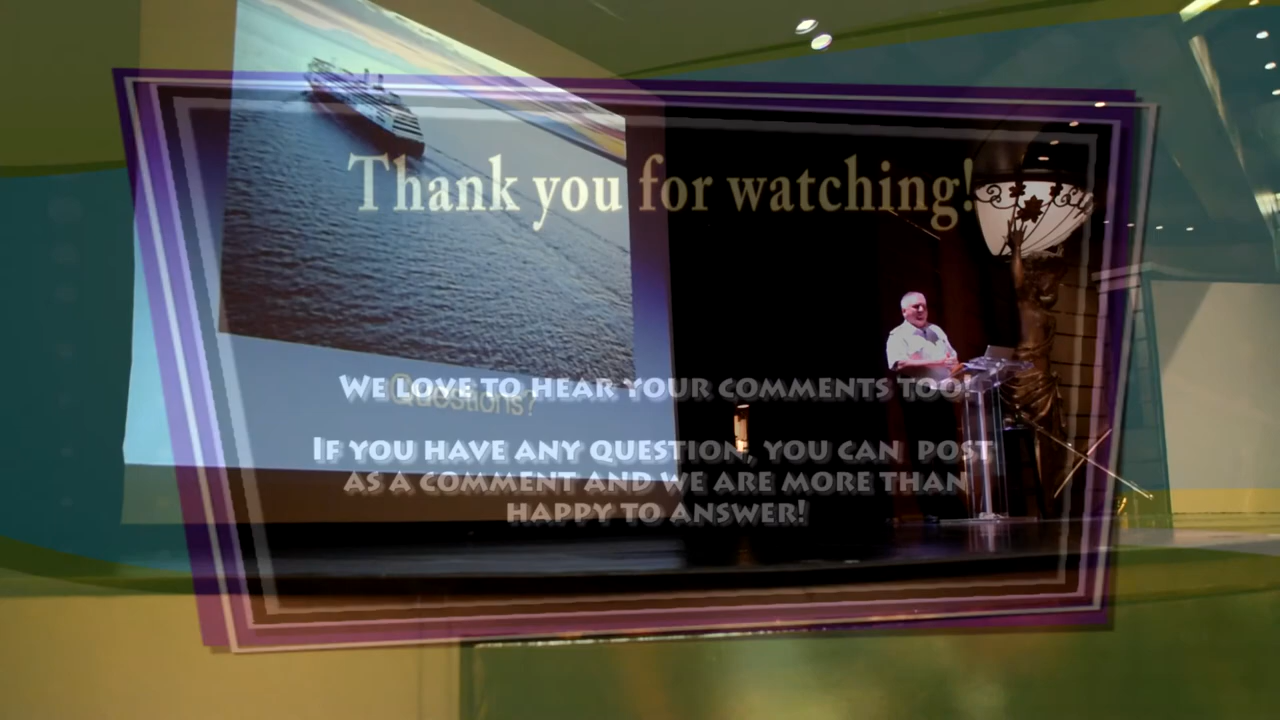 Thank you for watching!
WE LOVE TO HEAR YOUR COMMENTS TOO!
Questions?
IF YOU HAVE ANY QUESTION, YOU CAN POST
AS A COMMENT AND WE ARE MORE THAN
HAPPY TO ANSWER!